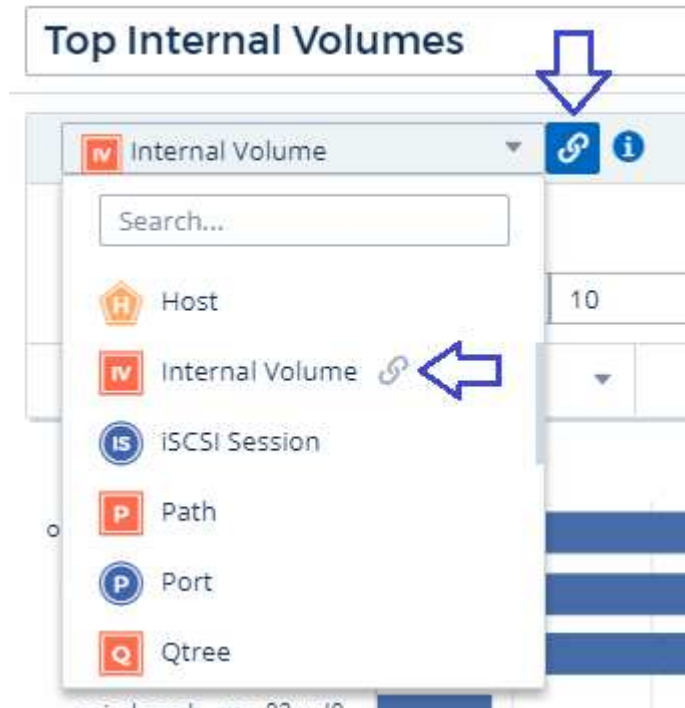 Top Internal Volumes
IV Internal Volume
Search...
H Host
10
IV Internal Volume
IS iSCSI Session
P Path
P Port
Q Qtree